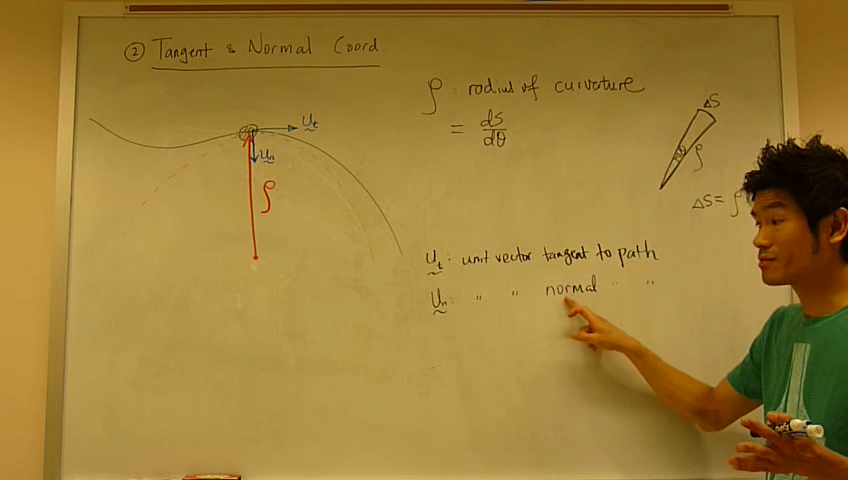 ② Tangent & Normal Coord.
ρ : radius of curvature
= ds/dθ
ut
un
ρ
ΔS
Δθ
ρ
ΔS = ρ
ut : unit vector tangent to path
un : " " normal " "